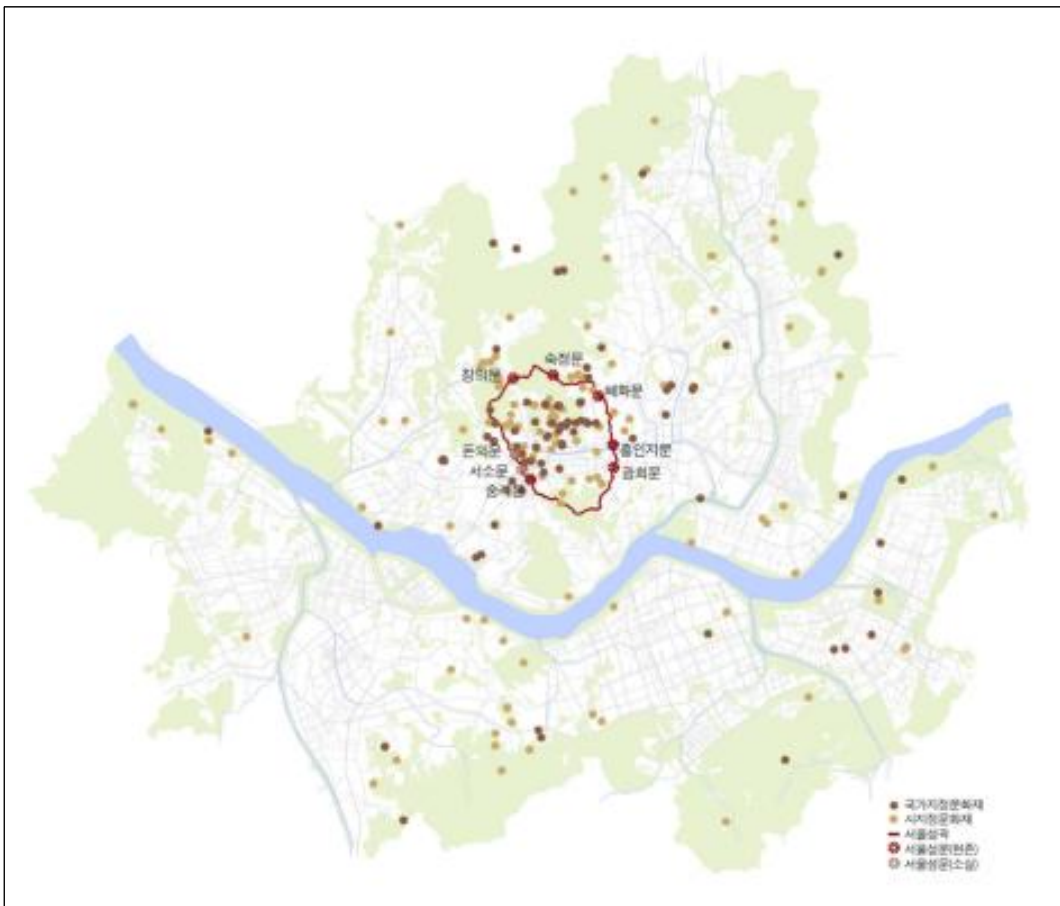 숙정문
창의문
혜화문
돈의문
흥인지문
서소문
광희문
숭례문
국가지정문화재
시지정문화재
서울성곽
서울성문(현존)
서울성문(소실)